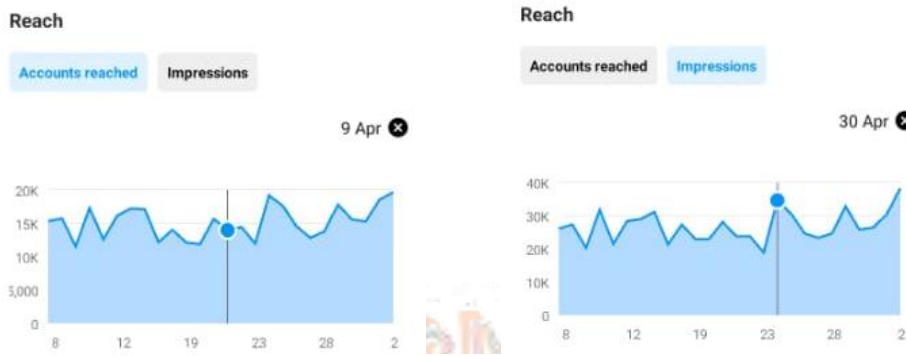 Reach
Accounts reached
Impressions
9 Apr
20K
15K
10K
5,000
0
8 12 19 23 28 2
Reach
Accounts reached
Impressions
30 Apr
40K
30K
20K
10K
0
8 12 19 23 28 2